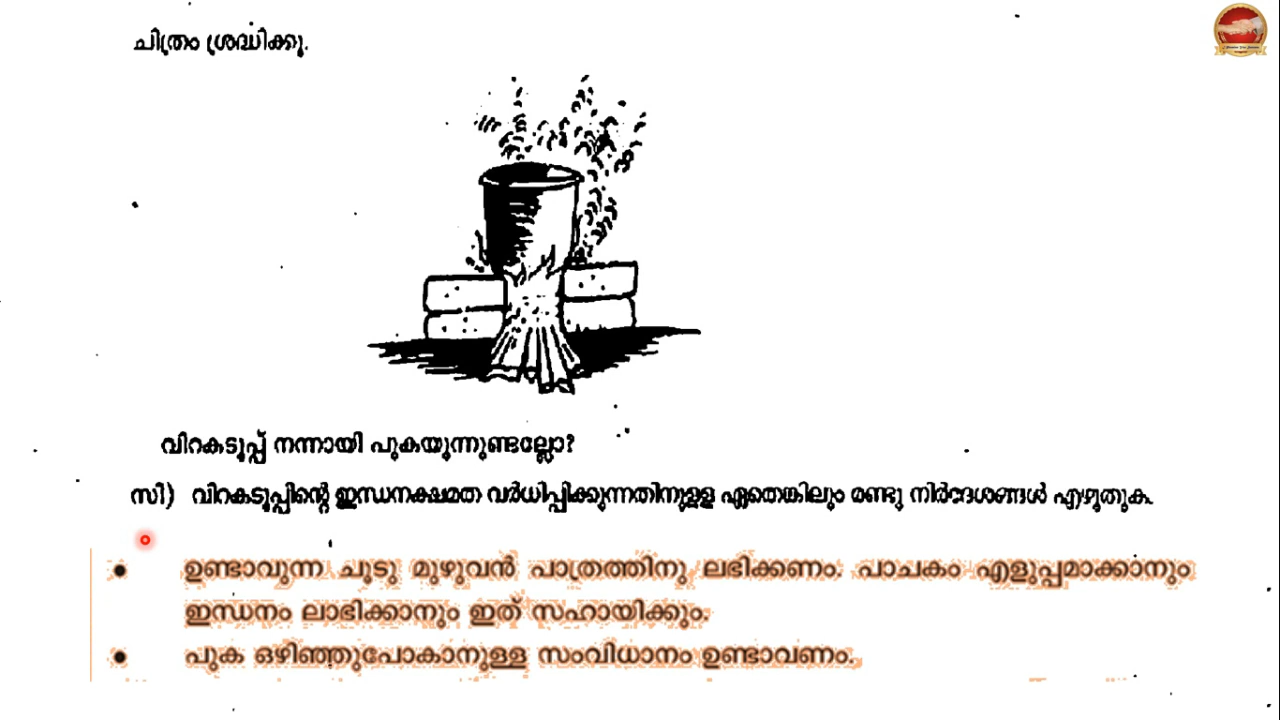 ചിത്രം ശ്രദ്ധിക്കൂ.
വിറകടുപ്പ് നന്നായി പുകയുന്നുണ്ടല്ലോ?
സി) വിറകടുപ്പിന്റെ ഇന്ധനക്ഷമത വർധിപ്പിക്കുന്നതിനുള്ള ഏതെങ്കിലും രണ്ടു നിർദേശങ്ങൾ എഴുതുക.
• ഉണ്ടാവുന്ന ചൂടു മുഴുവൻ പാത്രത്തിനു ലഭിക്കണം. പാചകം എളുപ്പമാക്കാനും
ഇന്ധനം ലാഭിക്കാനും ഇത് സഹായിക്കും.
• പുക ഒഴിഞ്ഞുപോകാനുള്ള സംവിധാനം ഉണ്ടാവണം.